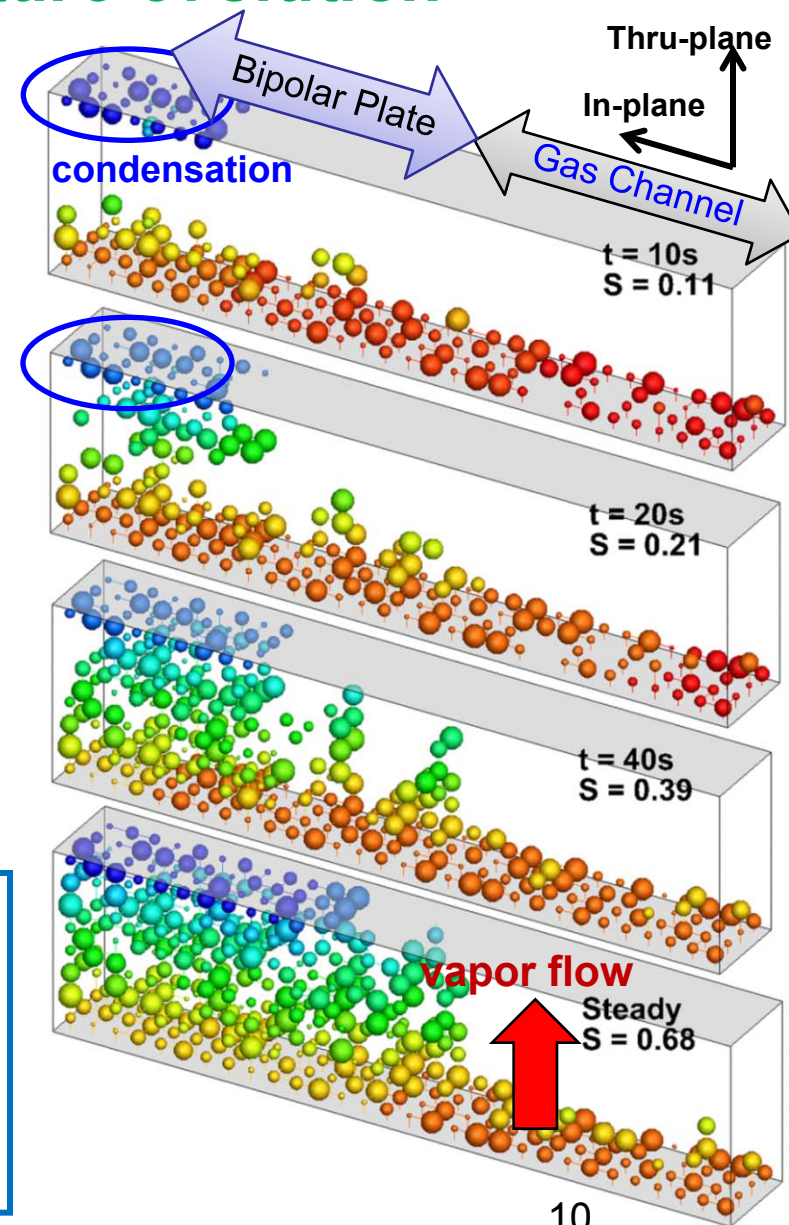 Thru-plane
Bipolar Plate
In-plane
condensation
Gas Channel
t = 10s
S = 0.11
t = 20s
S = 0.21
t = 40s
S = 0.39
vapor flow
Steady
S = 0.68
10